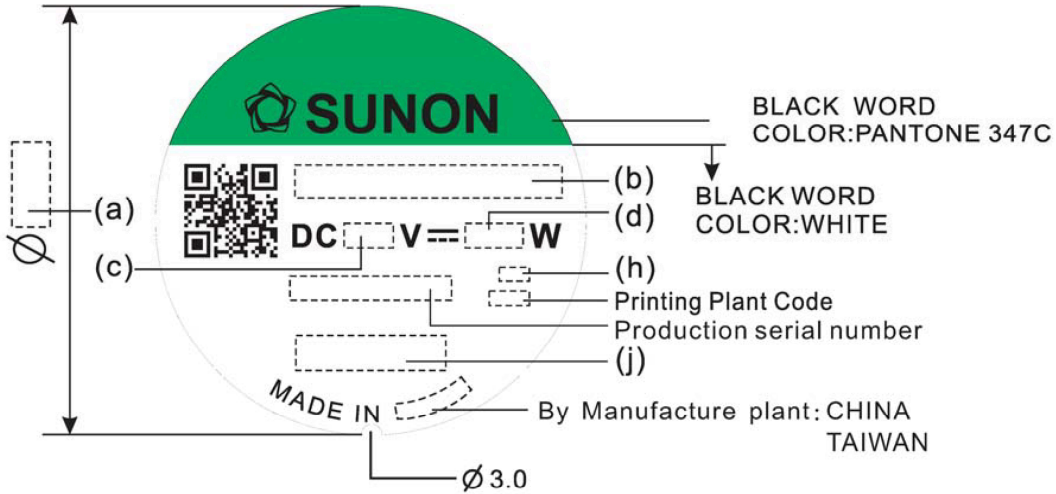 SUNON
BLACK WORD
COLOR:PANTONE 347C
(a)
(b)
BLACK WORD
COLOR:WHITE
(d)
DC V W
(c)
(h)
Printing Plant Code
Production serial number
(j)
MADE IN
By Manufacture plant: CHINA
TAIWAN
Ø
Ø3.0